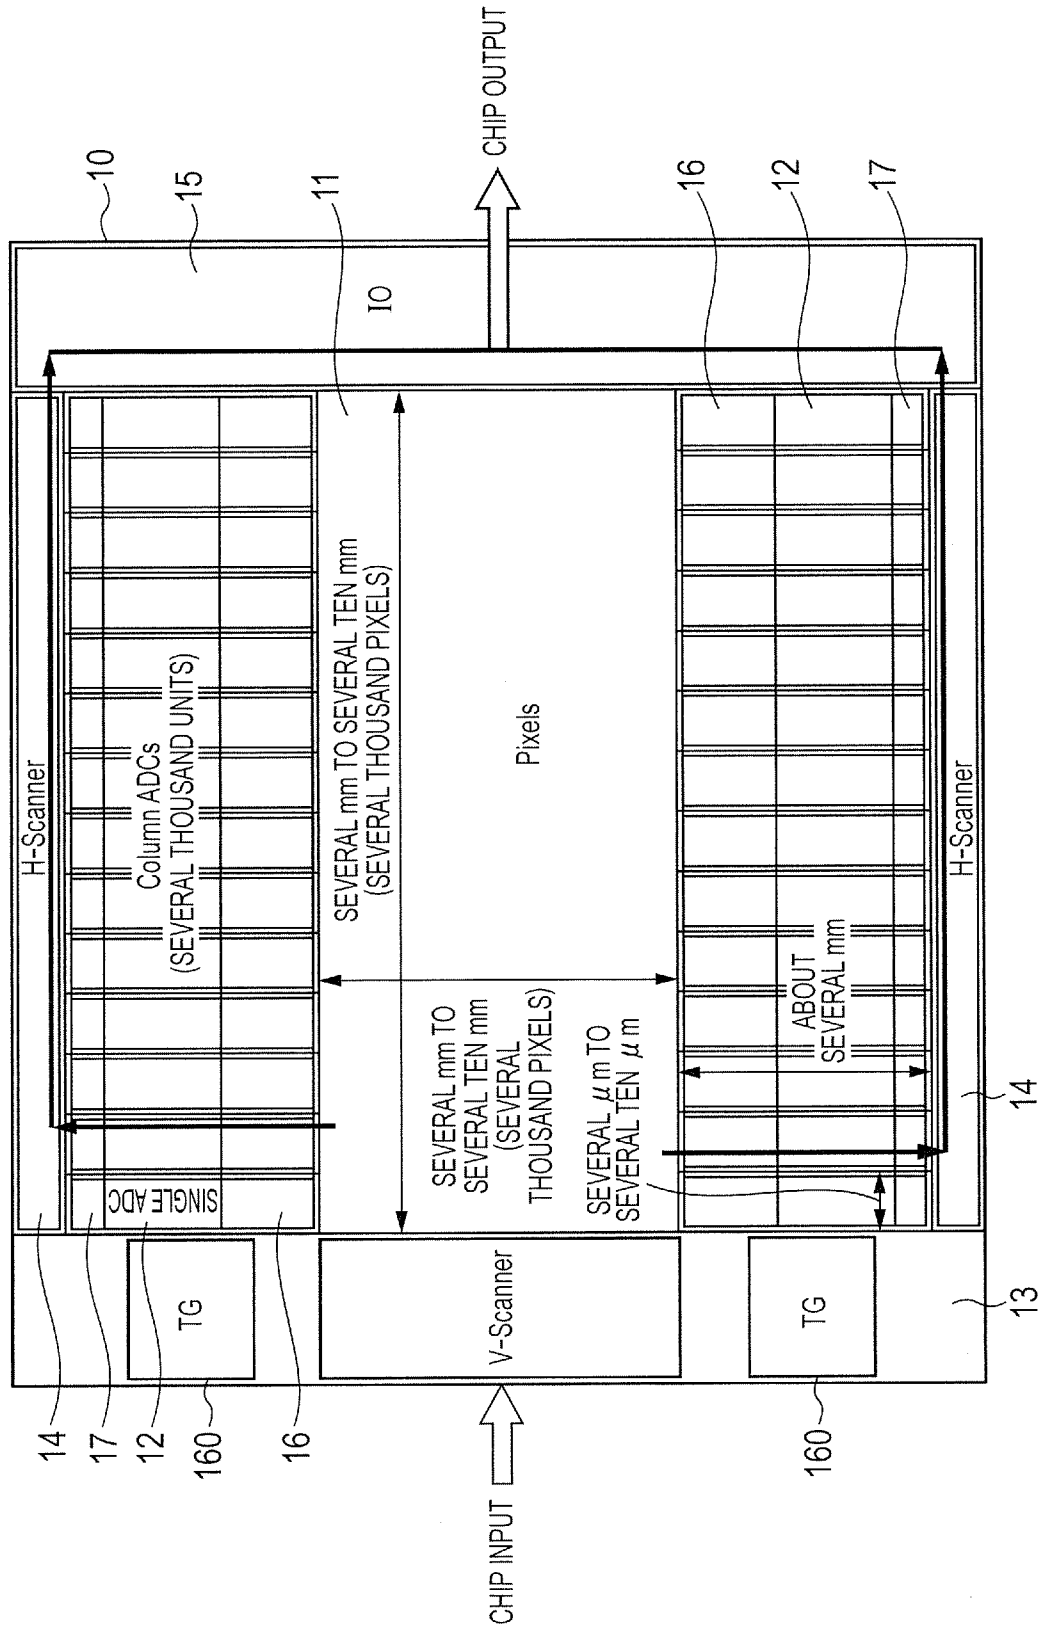 10
15
11
16
12
17
IO
CHIP OUTPUT
H-Scanner
Column ADCs
(SEVERAL THOUSAND UNITS)
SEVERAL mm TO SEVERAL TEN mm
(SEVERAL THOUSAND PIXELS)
Pixels
SEVERAL mm TO
SEVERAL TEN mm
(SEVERAL
THOUSAND PIXELS)
SEVERAL μm TO
SEVERAL TEN μm
ABOUT
SEVERAL mm
H-Scanner
14
SINGLE ADC
TG
V-Scanner
TG
13
14
17
12
160
16
160
CHIP INPUT